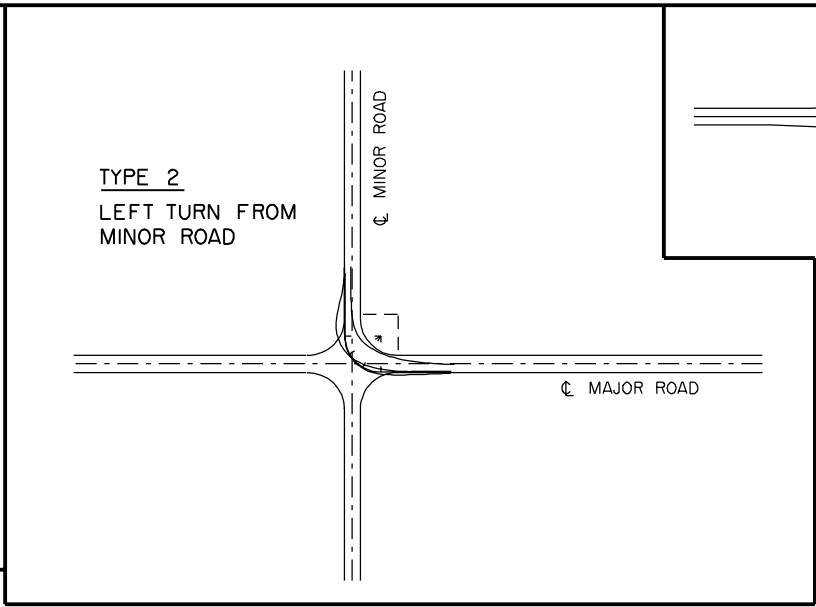 TYPE 2
LEFT TURN FROM
MINOR ROAD
℄ MINOR ROAD
℄ MAJOR ROAD